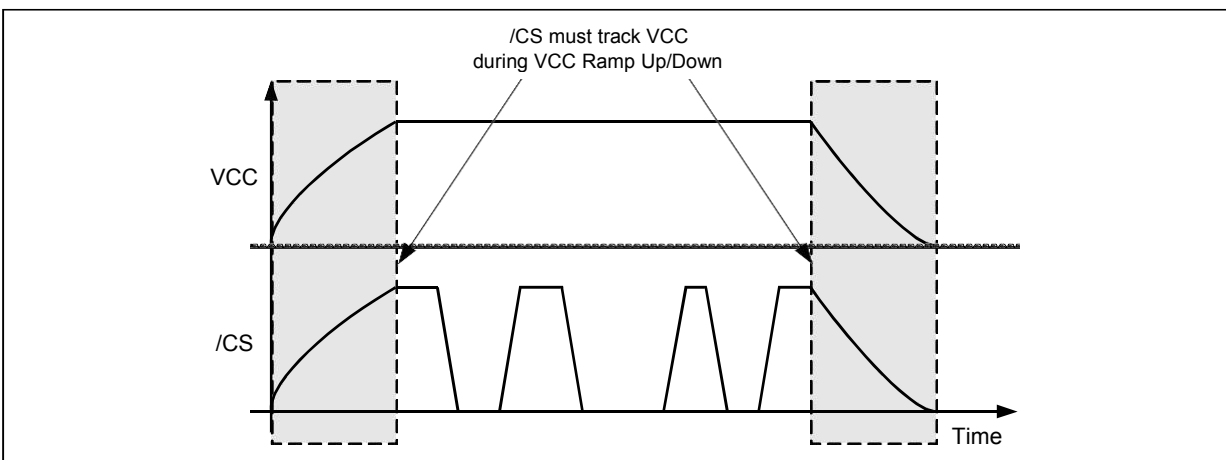 /CS must track VCC
during VCC Ramp Up/Down
VCC
/CS
Time